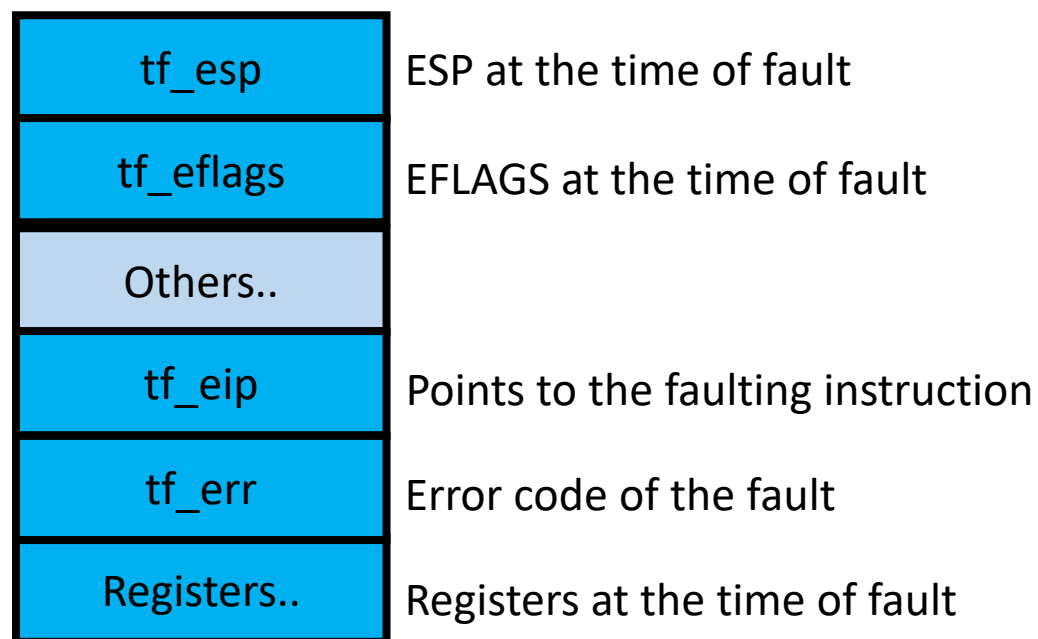 tf_esp ESP at the time of fault
tf_eflags EFLAGS at the time of fault
Others..
tf_eip Points to the faulting instruction
tf_err Error code of the fault
Registers.. Registers at the time of fault